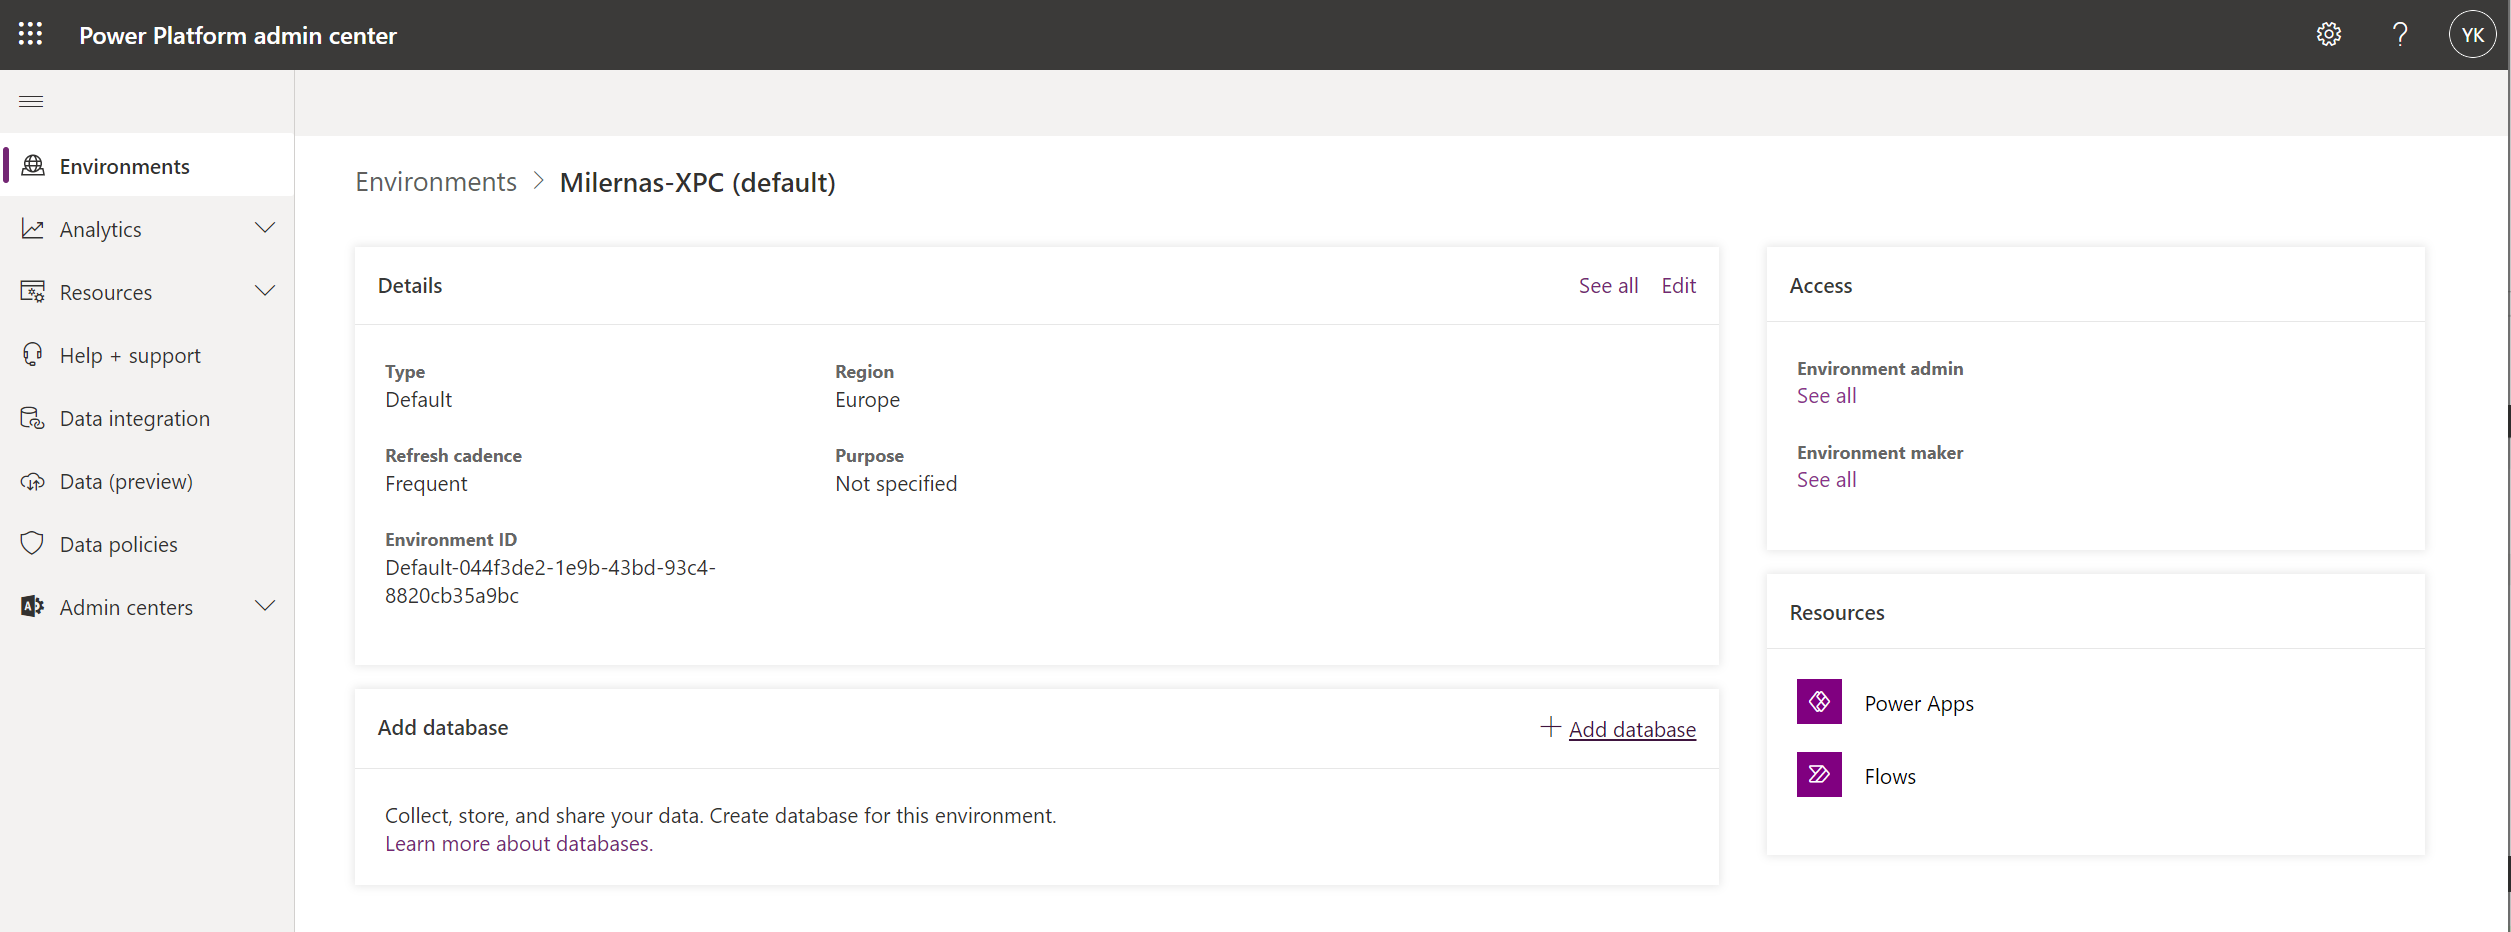 Power Platform admin center
?
YK
Environments
Analytics
Resources
Help + support
Data integration
Data (preview)
Data policies
Admin centers
Environments > Milernas-XPC (default)
Details
See all Edit
Type
Default
Region
Europe
Refresh cadence
Frequent
Purpose
Not specified
Environment ID
Default-044f3de2-1e9b-43bd-93c4-
8820cb35a9bc
Add database
+ Add database
Collect, store, and share your data. Create database for this environment.
Learn more about databases.
Access
Environment admin
See all
Environment maker
See all
Resources
Power Apps
Flows